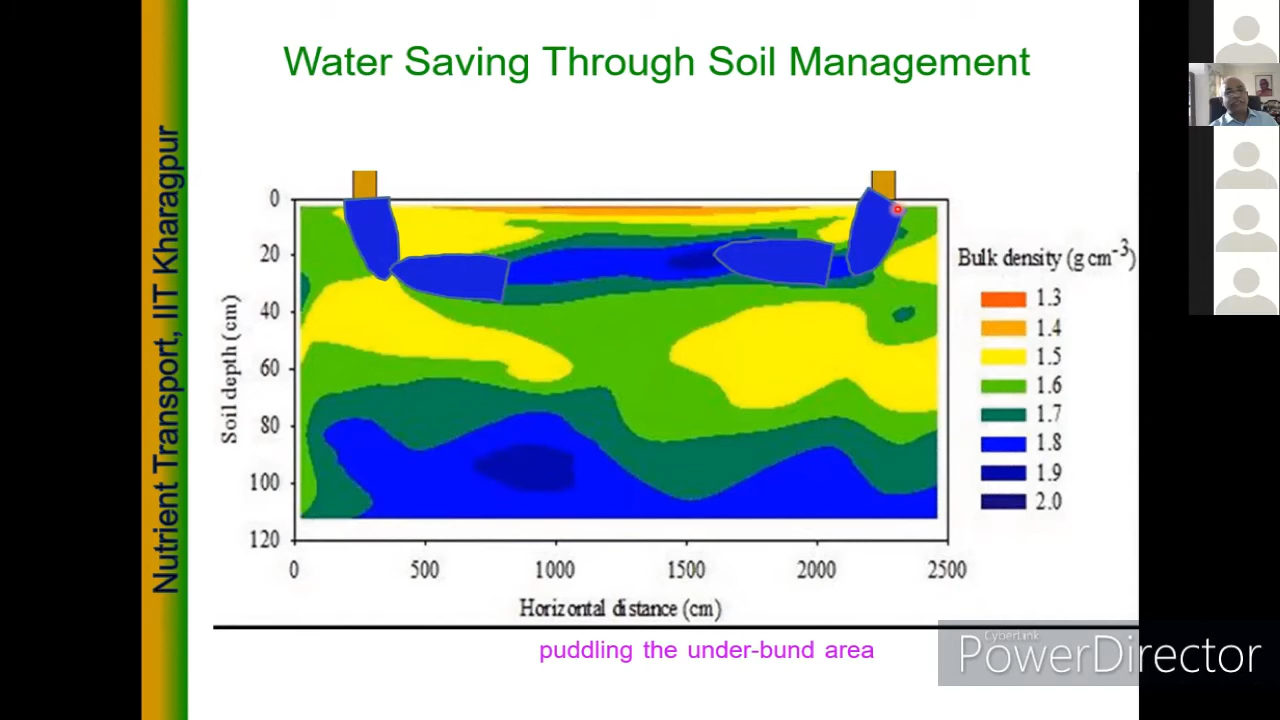 Water Saving Through Soil Management
Nutrient Transport, IIT Kharagpur
0
20
40
60
80
100
120
Soil depth (cm)
0
500
1000
1500
2000
2500
Horizontal distance (cm)
Bulk density (g cm-3)
1.3
1.4
1.5
1.6
1.7
1.8
1.9
2.0
puddling the under-bund area
CyberLink
PowerDirector